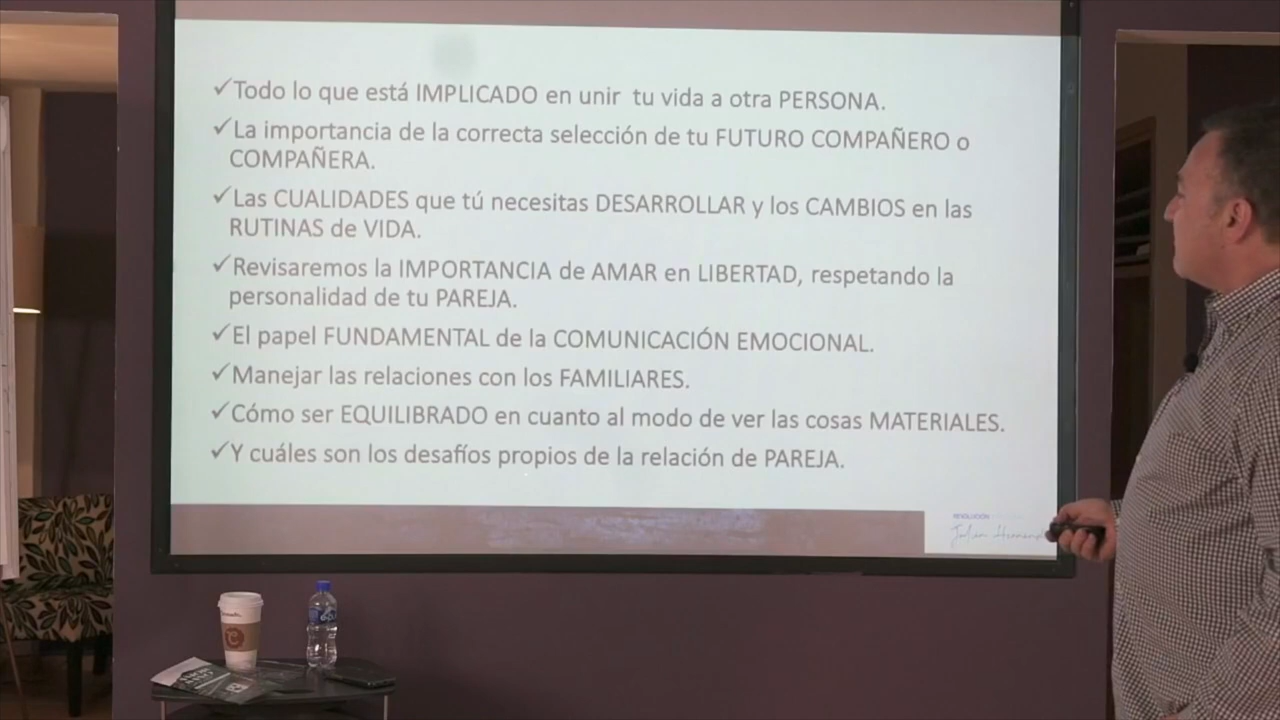 ✓Todo lo que está IMPLICADO en unir tu vida a otra PERSONA.
✓La importancia de la correcta selección de tu FUTURO COMPAÑERO o
COMPAÑERA.
✓Las CUALIDADES que tú necesitas DESARROLLAR y los CAMBIOS en las
RUTINAS de VIDA.
✓Revisaremos la IMPORTANCIA de AMAR en LIBERTAD, respetando la
personalidad de tu PAREJA.
✓El papel FUNDAMENTAL de la COMUNICACIÓN EMOCIONAL.
✓Manejar las relaciones con los FAMILIARES.
✓Cómo ser EQUILIBRADO en cuanto al modo de ver las cosas MATERIALES.
✓Y cuáles son los desafíos propios de la relación de PAREJA.
REVOLUCIÓN
Julián